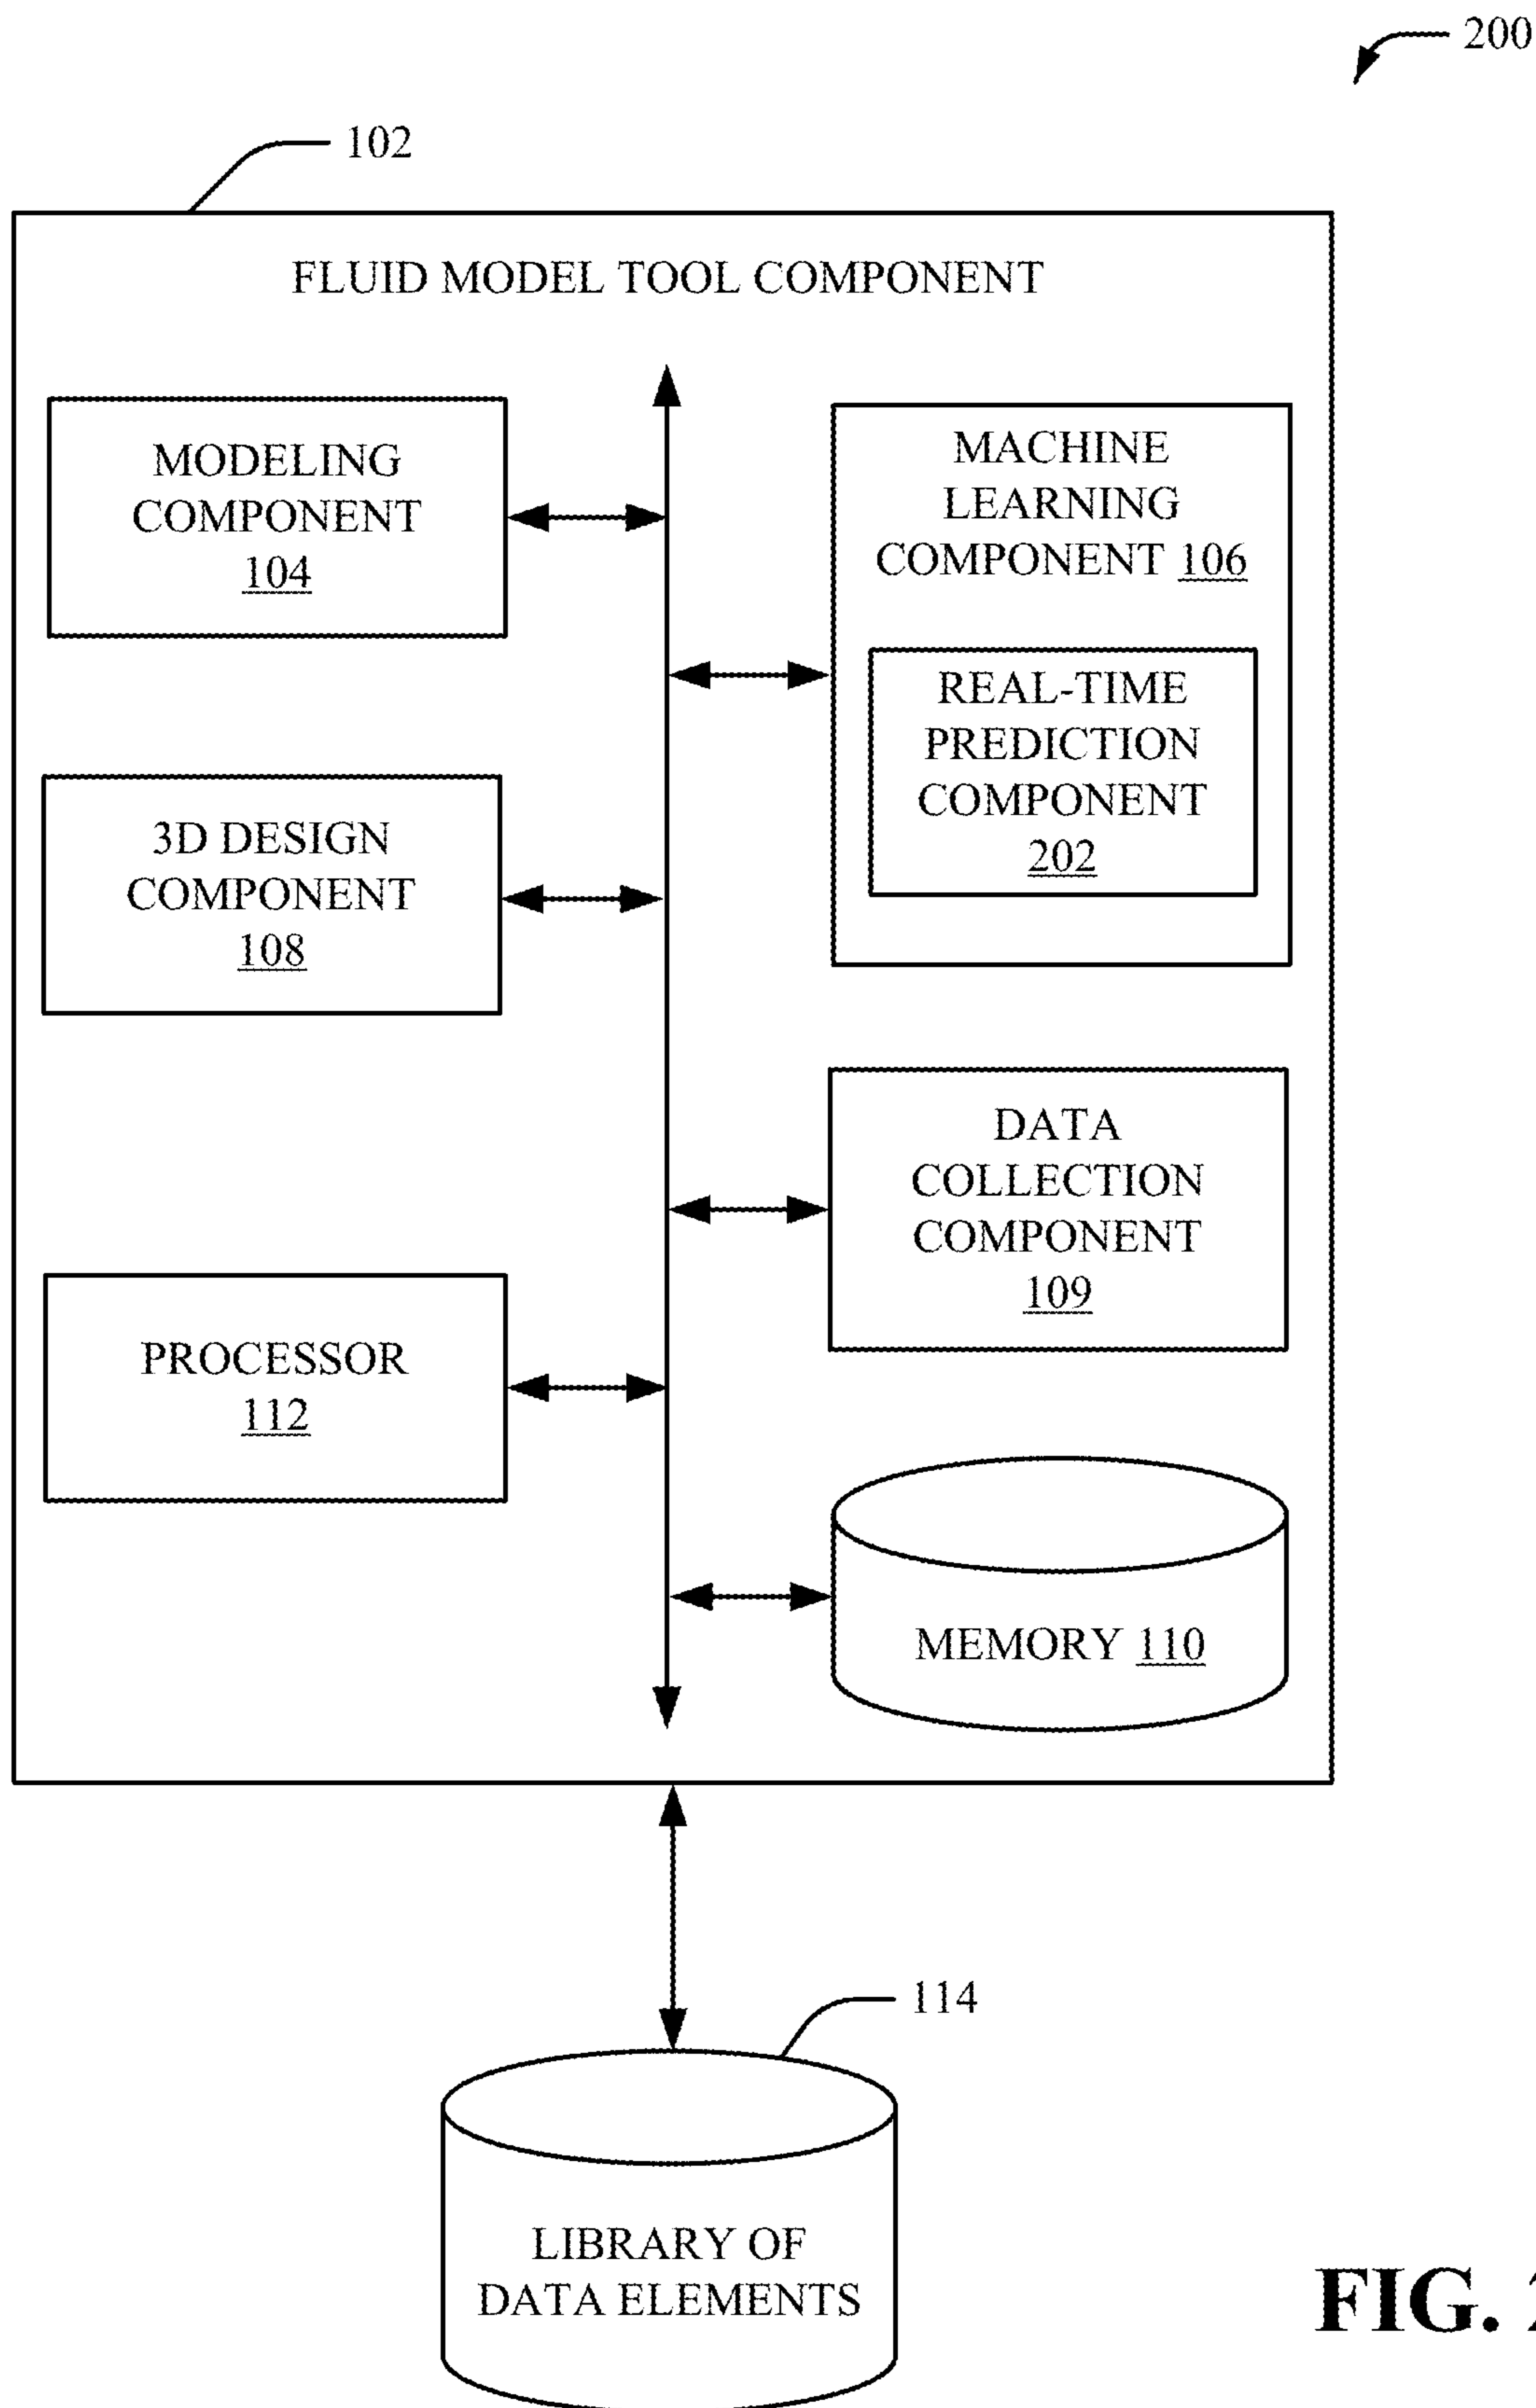 200
102
FLUID MODEL TOOL COMPONENT
MODELING
COMPONENT
104
MACHINE
LEARNING
COMPONENT 106
REAL-TIME
PREDICTION
COMPONENT
202
3D DESIGN
COMPONENT
108
DATA
COLLECTION
COMPONENT
109
PROCESSOR
112
MEMORY 110
114
LIBRARY OF
DATA ELEMENTS
FIG.